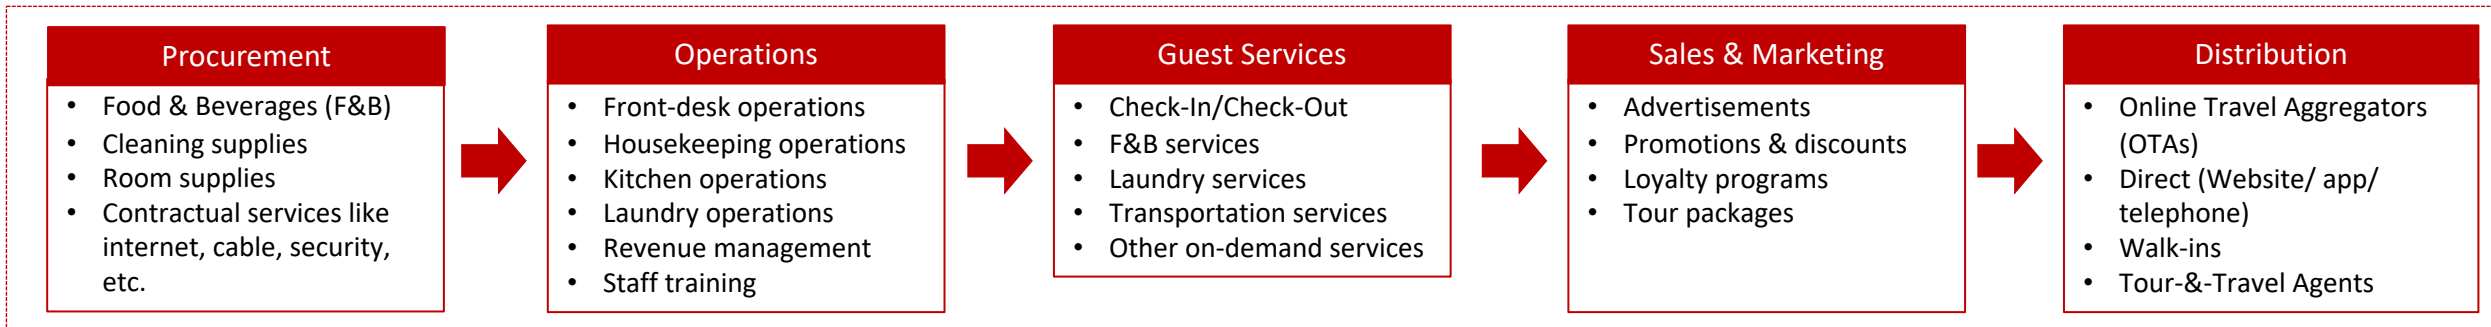 Procurement
• Food & Beverages (F&B)
• Cleaning supplies
• Room supplies
• Contractual services like
internet, cable, security,
etc.
Operations
• Front-desk operations
• Housekeeping operations
• Kitchen operations
• Laundry operations
• Revenue management
• Staff training
Guest Services
• Check-In/Check-Out
• F&B services
• Laundry services
• Transportation services
• Other on-demand services
Sales & Marketing
• Advertisements
• Promotions & discounts
• Loyalty programs
• Tour packages
Distribution
• Online Travel Aggregators
(OTAs)
• Direct (Website/ app/
telephone)
• Walk-ins
• Tour-&-Travel Agents